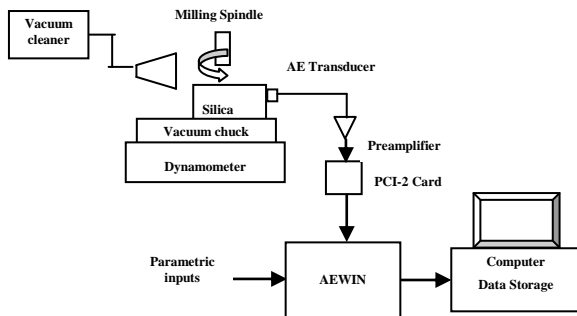 Milling Spindle
Vacuum
cleaner
AE Transducer
Silica
Vacuum chuck
Preamplifier
Dynamometer
PCI-2 Card
Parametric
inputs
AEWIN
Computer
Data Storage